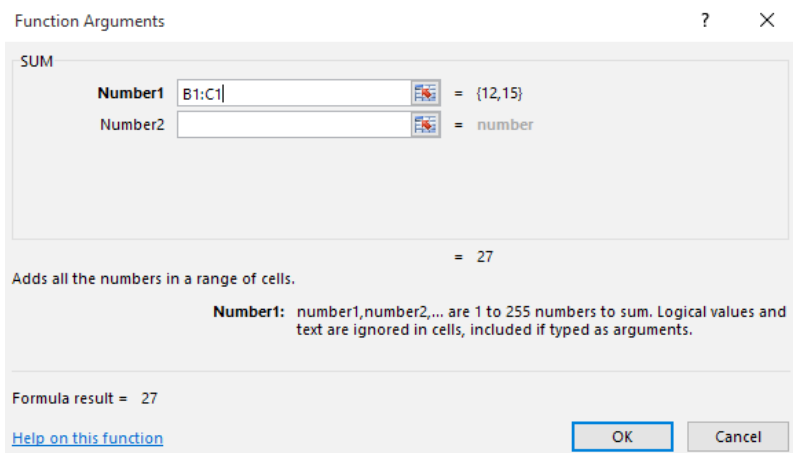 Function Arguments ?
SUM
Number1 B1:C1 = {12,15}
Number2 = number
= 27
Adds all the numbers in a range of cells.
Number1: number1,number2,... are 1 to 255 numbers to sum. Logical values and
text are ignored in cells, included if typed as arguments.
Formula result = 27
Help on this function OK Cancel